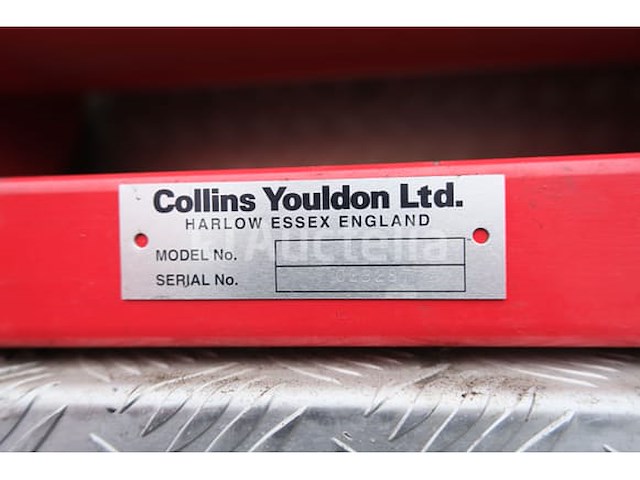 Collins Youldon Ltd.
HARLOW ESSEX ENGLAND
MODEL No.
SERIAL No.